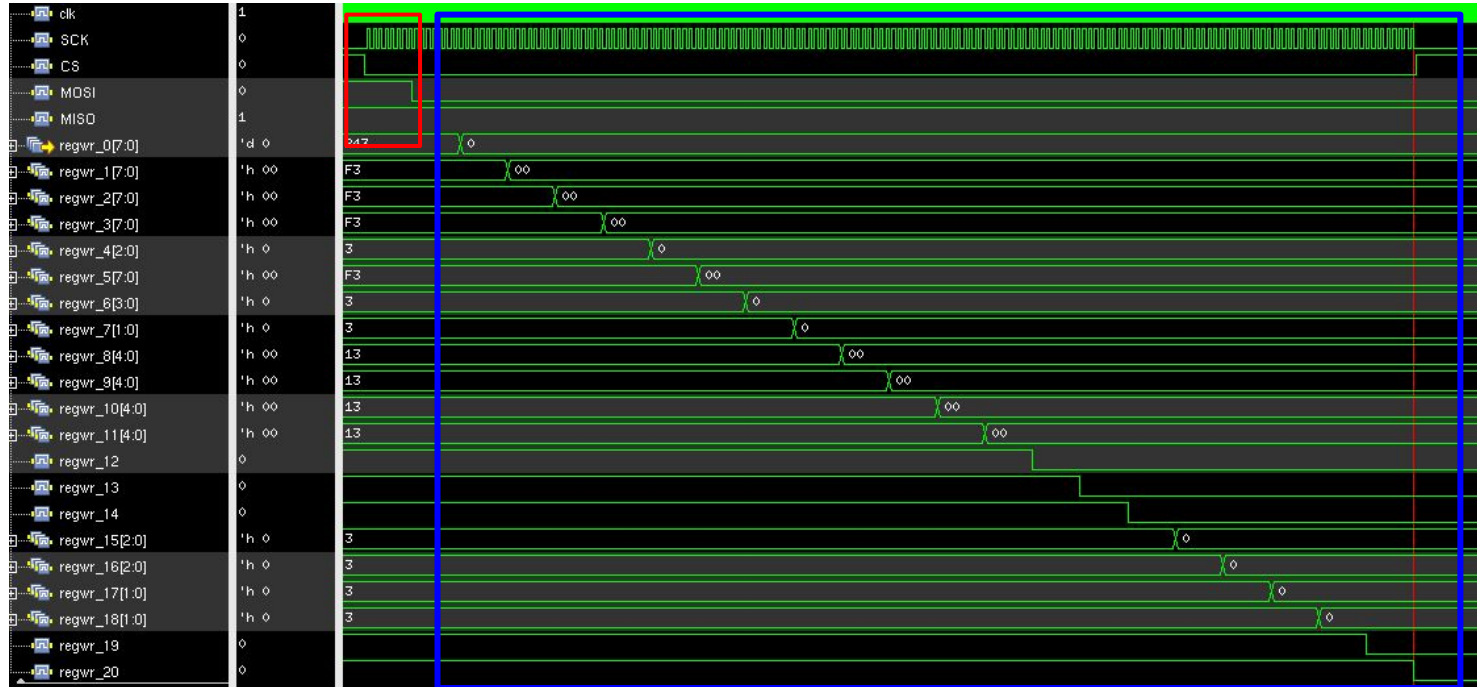 clk 1
SCK 0
CS 0
MOSI 0
MISO 1
regwr_0[7:0] 'd 0 0
regwr_1[7:0] 'h 00 F3 00
regwr_2[7:0] 'h 00 F3 00
regwr_3[7:0] 'h 00 F3 00
regwr_4[2:0] 'h 0 3 0
regwr_5[7:0] 'h 00 F3 00
regwr_6[3:0] 'h 0 3 0
regwr_7[1:0] 'h 0 3 0
regwr_8[4:0] 'h 00 13 00
regwr_9[4:0] 'h 00 13 00
regwr_10[4:0] 'h 00 13 00
regwr_11[4:0] 'h 00 13 00
regwr_12 0
regwr_13 0
regwr_14 0
regwr_15[2:0] 'h 0 3 0
regwr_16[2:0] 'h 0 3 0
regwr_17[1:0] 'h 0 3 0
regwr_18[1:0] 'h 0 3 0
regwr_19 0
regwr_20 0